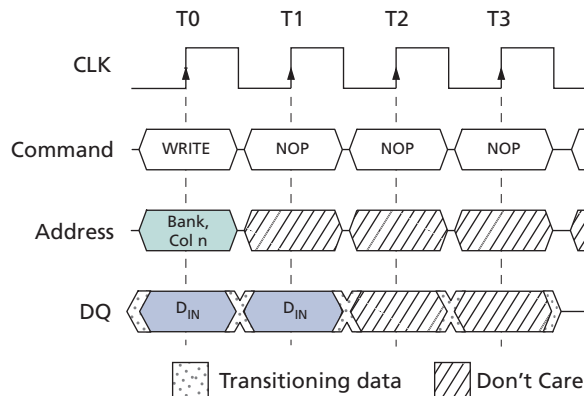 T0 T1 T2 T3
CLK
Command WRITE NOP NOP NOP
Address Bank,
Col n
DQ DIN DIN
Transitioning data Don't Care